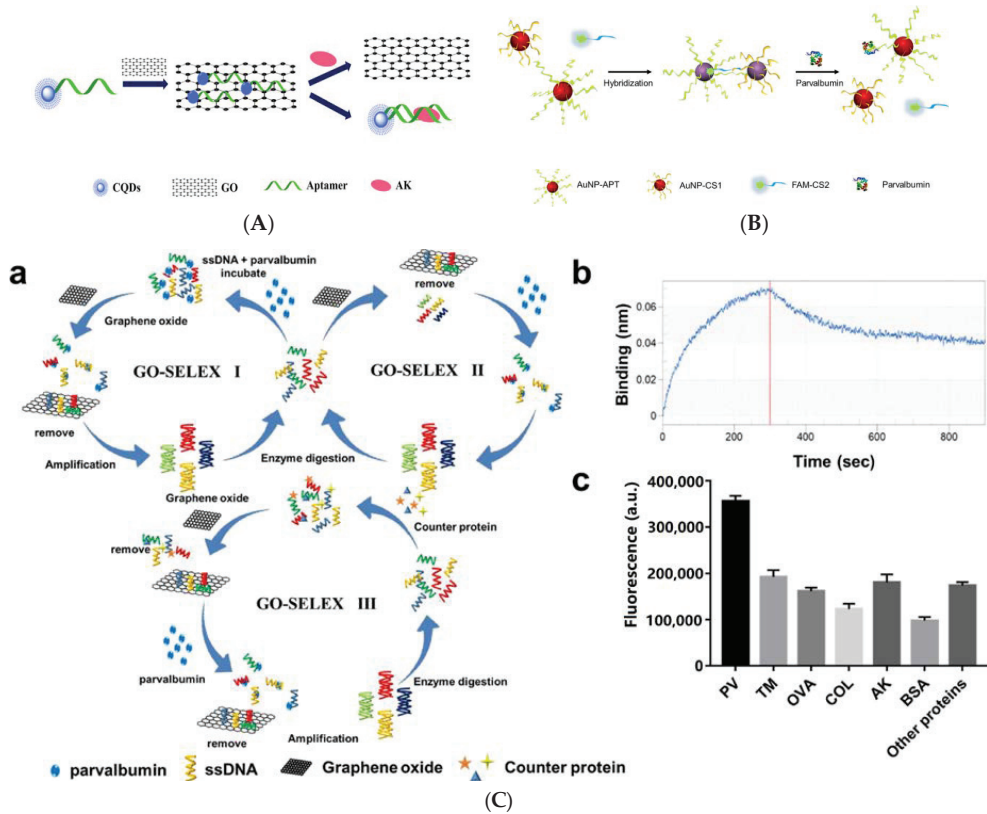 AK
Hybridization
Parvalbumin
CQDs
GO
Aptamer
AK
AuNP-APT
AuNP-CS1
FAM-CS2
Parvalbumin
(A)
(B)
a
ssDNA + parvalbumin
incubate
Graphene oxide
GO-SELEX I
remove
Amplification
remove
GO-SELEX II
Enzyme digestion
Graphene oxide
Counter protein
remove
GO-SELEX III
parvalbumin
Enzyme digestion
remove
Amplification
parvalbumin
ssDNA
Graphene oxide
Counter protein
b
Binding (nm)
0.06
0.04
0.02
0
0
200
400
600
800
Time (sec)
c
Fluorescence (a.u.)
400,000
300,000
200,000
100,000
0
PV
TM
OVA
COL
AK
BSA
Other proteins
(C)